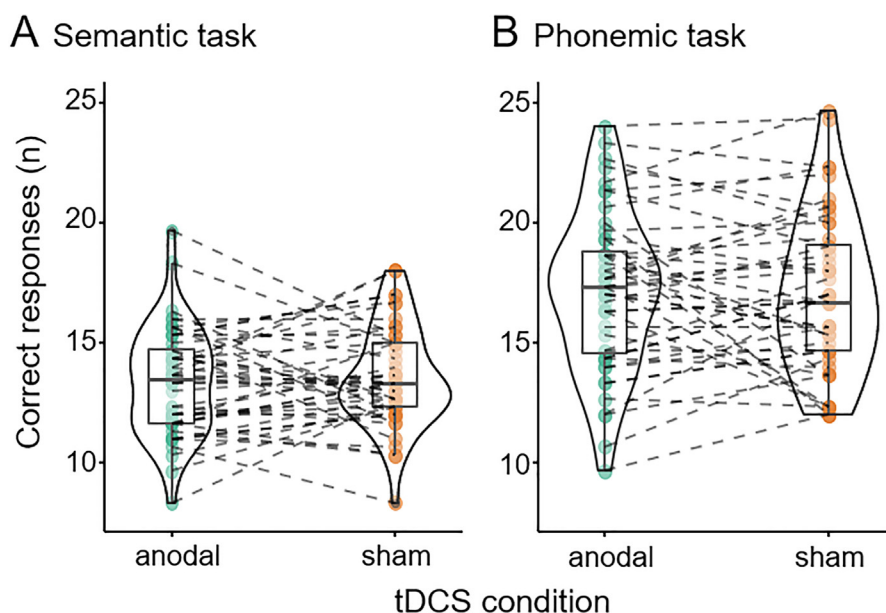 A Semantic task
B Phonemic task
Correct responses (n)
25
20
15
10
anodal
sham
25
20
15
10
anodal
sham
tDCS condition